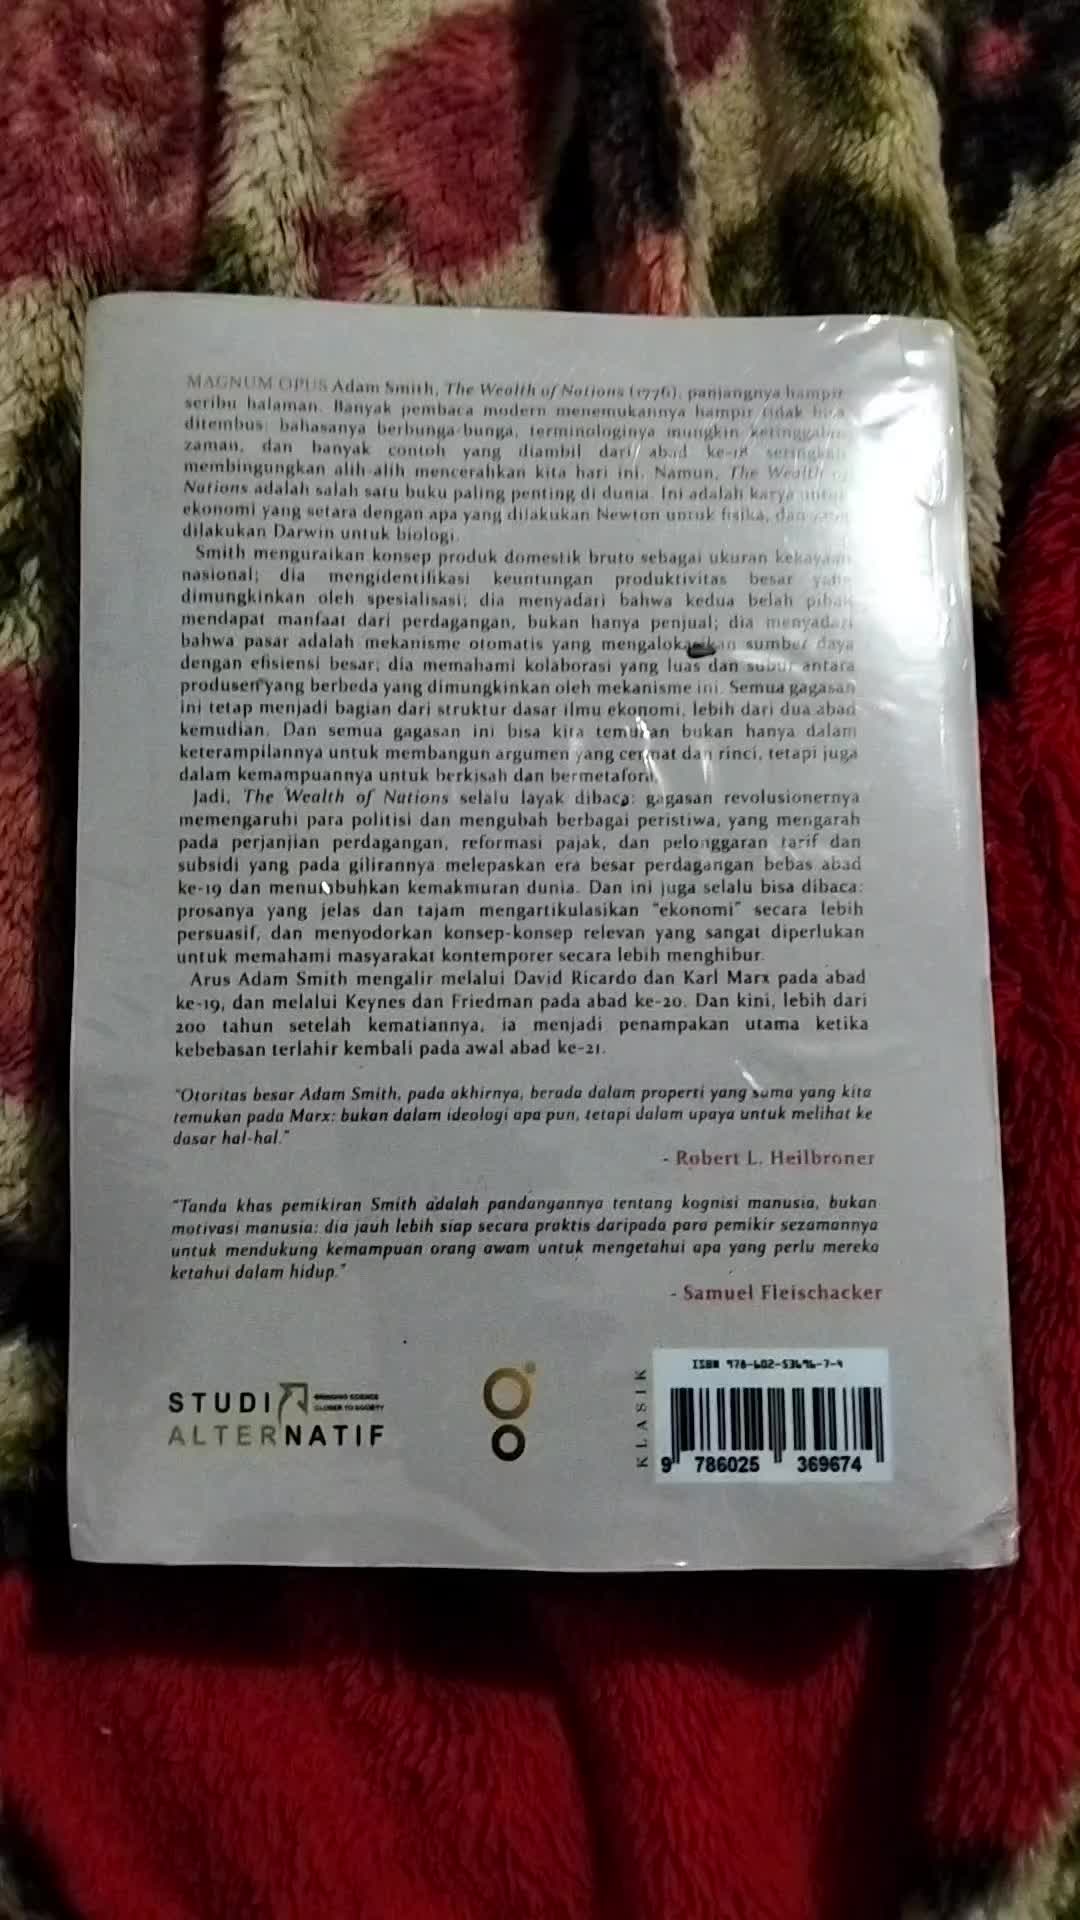 MAGNUM OPUS Adam Smith, The Wealth of Nations (1776), panjangnya hampir
seribu halaman. Banyak pembaca modern menemukannya hampir tidak bisa
ditembus: bahasanya berbunga-bunga, terminologinya mungkin ketinggalan
zaman, dan banyak contoh yang diambil dari abad ke-18 seringkali
membingungkan alih-alih mencerahkan kita hari ini. Namun, The Wealth of
Nations adalah salah satu buku paling penting di dunia. Ini adalah karya untuk
ekonomi yang setara dengan apa yang dilakukan Newton untuk fisika, dan yang
dilakukan Darwin untuk biologi.
Smith menguraikan konsep produk domestik bruto sebagai ukuran kekayaan
nasional; dia mengidentifikasi keuntungan produktivitas besar yang
dimungkinkan oleh spesialisasi; dia menyadari bahwa kedua belah pihak
mendapat manfaat dari perdagangan, bukan hanya penjual; dia menyadari
bahwa pasar adalah mekanisme otomatis yang mengalokasikan sumber daya
dengan efisiensi besar; dia memahami kolaborasi yang luas dan subur antara
produsen yang berbeda yang dimungkinkan oleh mekanisme ini. Semua gagasan
ini tetap menjadi bagian dari struktur dasar ilmu ekonomi, lebih dari dua abad
kemudian. Dan semua gagasan ini bisa kita temukan bukan hanya dalam
keterampilannya untuk membangun argumen yang cermat dan rinci, tetapi juga
dalam kemampuannya untuk berkisah dan bermetafora.
Jadi, The Wealth of Nations selalu layak dibaca: gagasan revolusionernya
memengaruhi para politisi dan mengubah berbagai peristiwa, yang mengarah
pada perjanjian perdagangan, reformasi pajak, dan pelonggaran tarif dan
subsidi yang pada gilirannya melepaskan era besar perdagangan bebas abad
ke-19 dan menumbuhkan kemakmuran dunia. Dan ini juga selalu bisa dibaca:
prosanya yang jelas dan tajam mengartikulasikan "ekonomi" secara lebih
persuasif, dan menyodorkan konsep-konsep relevan yang sangat diperlukan
untuk memahami masyarakat kontemporer secara lebih menghibur.
Arus Adam Smith mengalir melalui David Ricardo dan Karl Marx pada abad
ke-19, dan melalui Keynes dan Friedman pada abad ke-20. Dan kini, lebih dari
200 tahun setelah kematiannya, ia menjadi penampakan utama ketika
kebebasan terlahir kembali pada awal abad ke-21.
"Otoritas besar Adam Smith, pada akhirnya, berada dalam properti yang sama yang kita
temukan pada Marx: bukan dalam ideologi apa pun, tetapi dalam upaya untuk melihat ke
dasar hal-hal."
- Robert L. Heilbroner
"Tanda khas pemikiran Smith adalah pandangannya tentang kognisi manusia, bukan
motivasi manusia: dia jauh lebih siap secara praktis daripada para pemikir sezamannya
untuk mendukung kemampuan orang awam untuk mengetahui apa yang perlu mereka
ketahui dalam hidup."
- Samuel Fleischacker
STUDI
ALTERNATIF
BRINGING SCIENCE
CLOSER TO SOCIETY
KLASIK
ISBN 978-602-53696-7-4
9 786025 369674